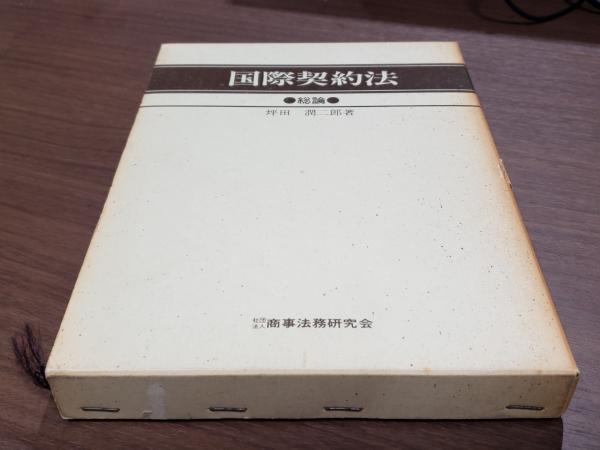 国際契約法
●総論●
坪田 潤二郎著
社団法人 商事法務研究会